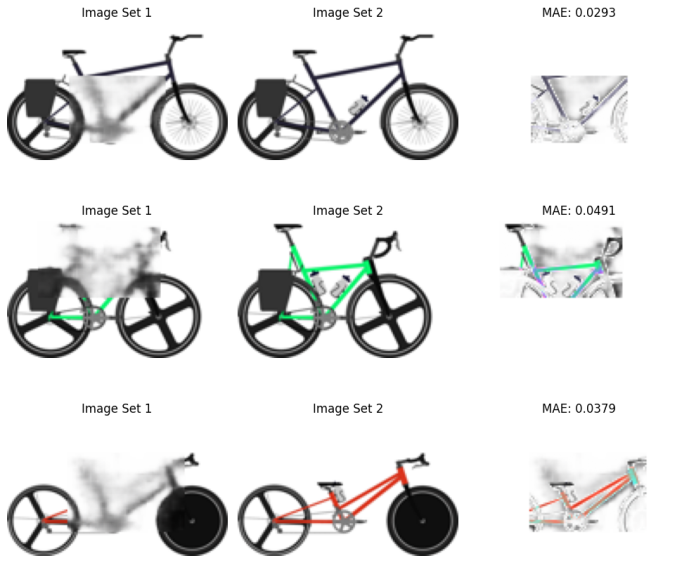 Image Set 1
Image Set 2
MAE: 0.0293
Image Set 1
Image Set 2
MAE: 0.0491
Image Set 1
Image Set 2
MAE: 0.0379